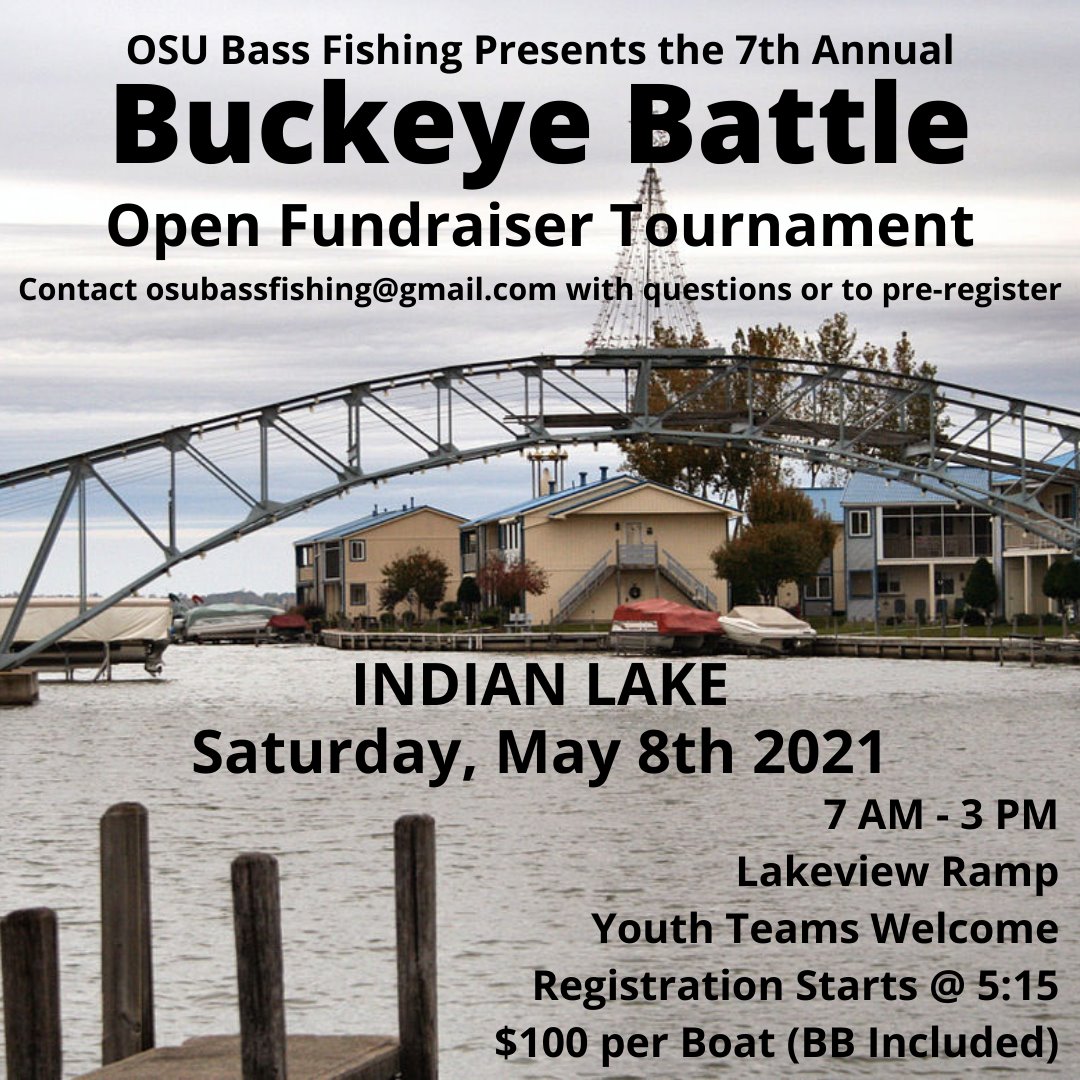 OSU Bass Fishing Presents the 7th Annual
Buckeye Battle
Open Fundraiser Tournament
Contact osubassfishing@gmail.com with questions or to pre-register
INDIAN LAKE
Saturday, May 8th 2021
7 AM - 3 PM
Lakeview Ramp
Youth Teams Welcome
Registration Starts @ 5:15
$100 per Boat (BB Included)